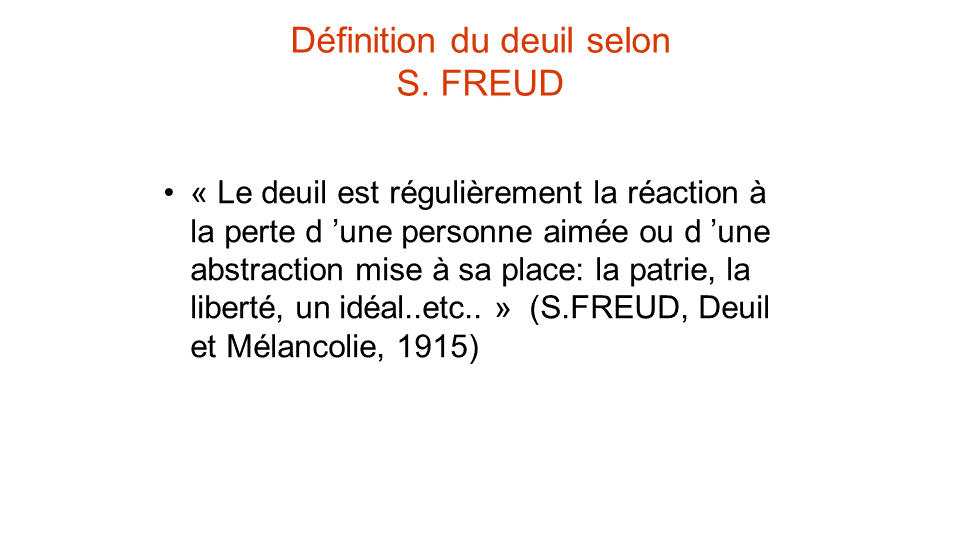 Définition du deuil selon
S. FREUD
• « Le deuil est régulièrement la réaction à
la perte d ’une personne aimée ou d ’une
abstraction mise à sa place: la patrie, la
liberté, un idéal..etc.. » (S.FREUD, Deuil
et Mélancolie, 1915)